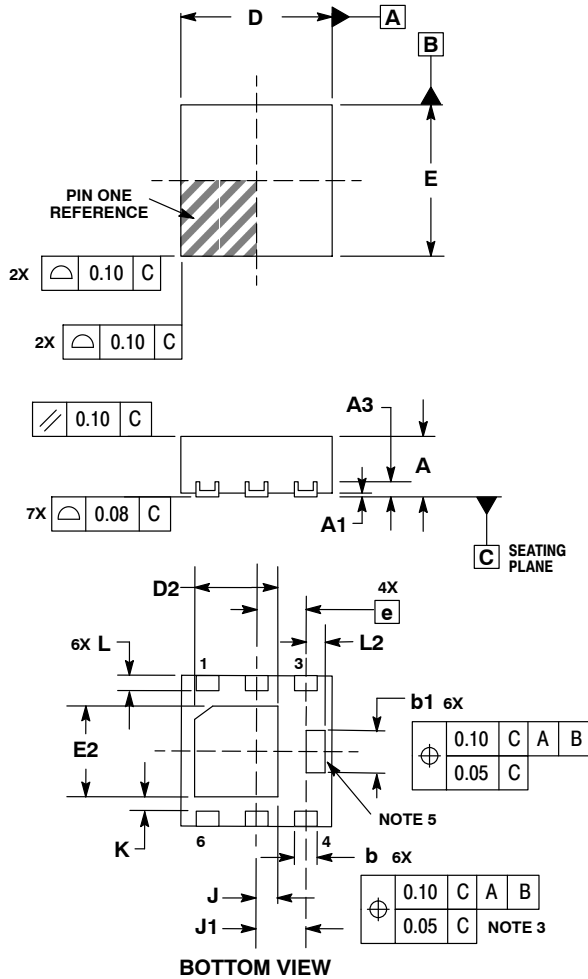 D
A
B
E
PIN ONE
REFERENCE
2X ⌓ 0.10 C
2X ⌓ 0.10 C
// 0.10 C
A3
A
7X ⌓ 0.08 C
A1
C SEATING
PLANE
D2
4X
e
6X L
L2
1 3
b1 6X
E2
⌖ 0.10 C A B
0.05 C
NOTE 5
K
6 4
b 6X
J
⌖ 0.10 C A B
0.05 C NOTE 3
J1
BOTTOM VIEW